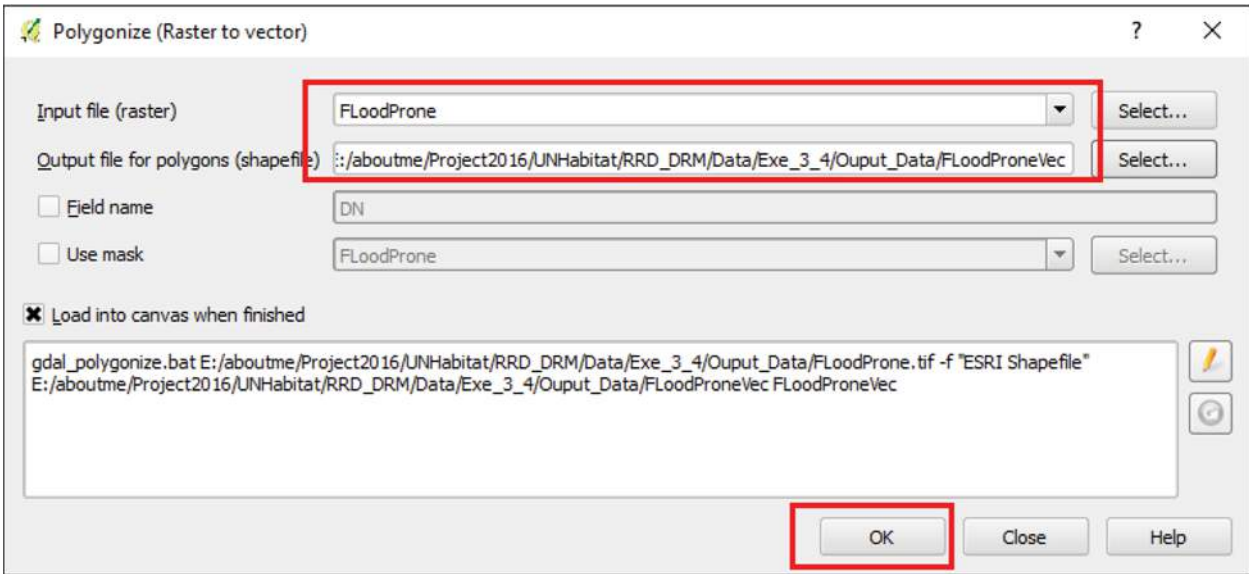 Polygonize (Raster to vector) ?
Input file (raster) FLoodProne Select...
Output file for polygons (shapefile) E:/aboutme/Project2016/UNHabitat/RRD_DRM/Data/Exe_3_4/Ouput_Data/FLoodProneVec Select...
Field name DN
Use mask FLoodProne Select...
Load into canvas when finished
gdal_polygonize.bat E:/aboutme/Project2016/UNHabitat/RRD_DRM/Data/Exe_3_4/Ouput_Data/FLoodProne.tif -f "ESRI Shapefile"
E:/aboutme/Project2016/UNHabitat/RRD_DRM/Data/Exe_3_4/Ouput_Data/FLoodProneVec FLoodProneVec
OK Close Help